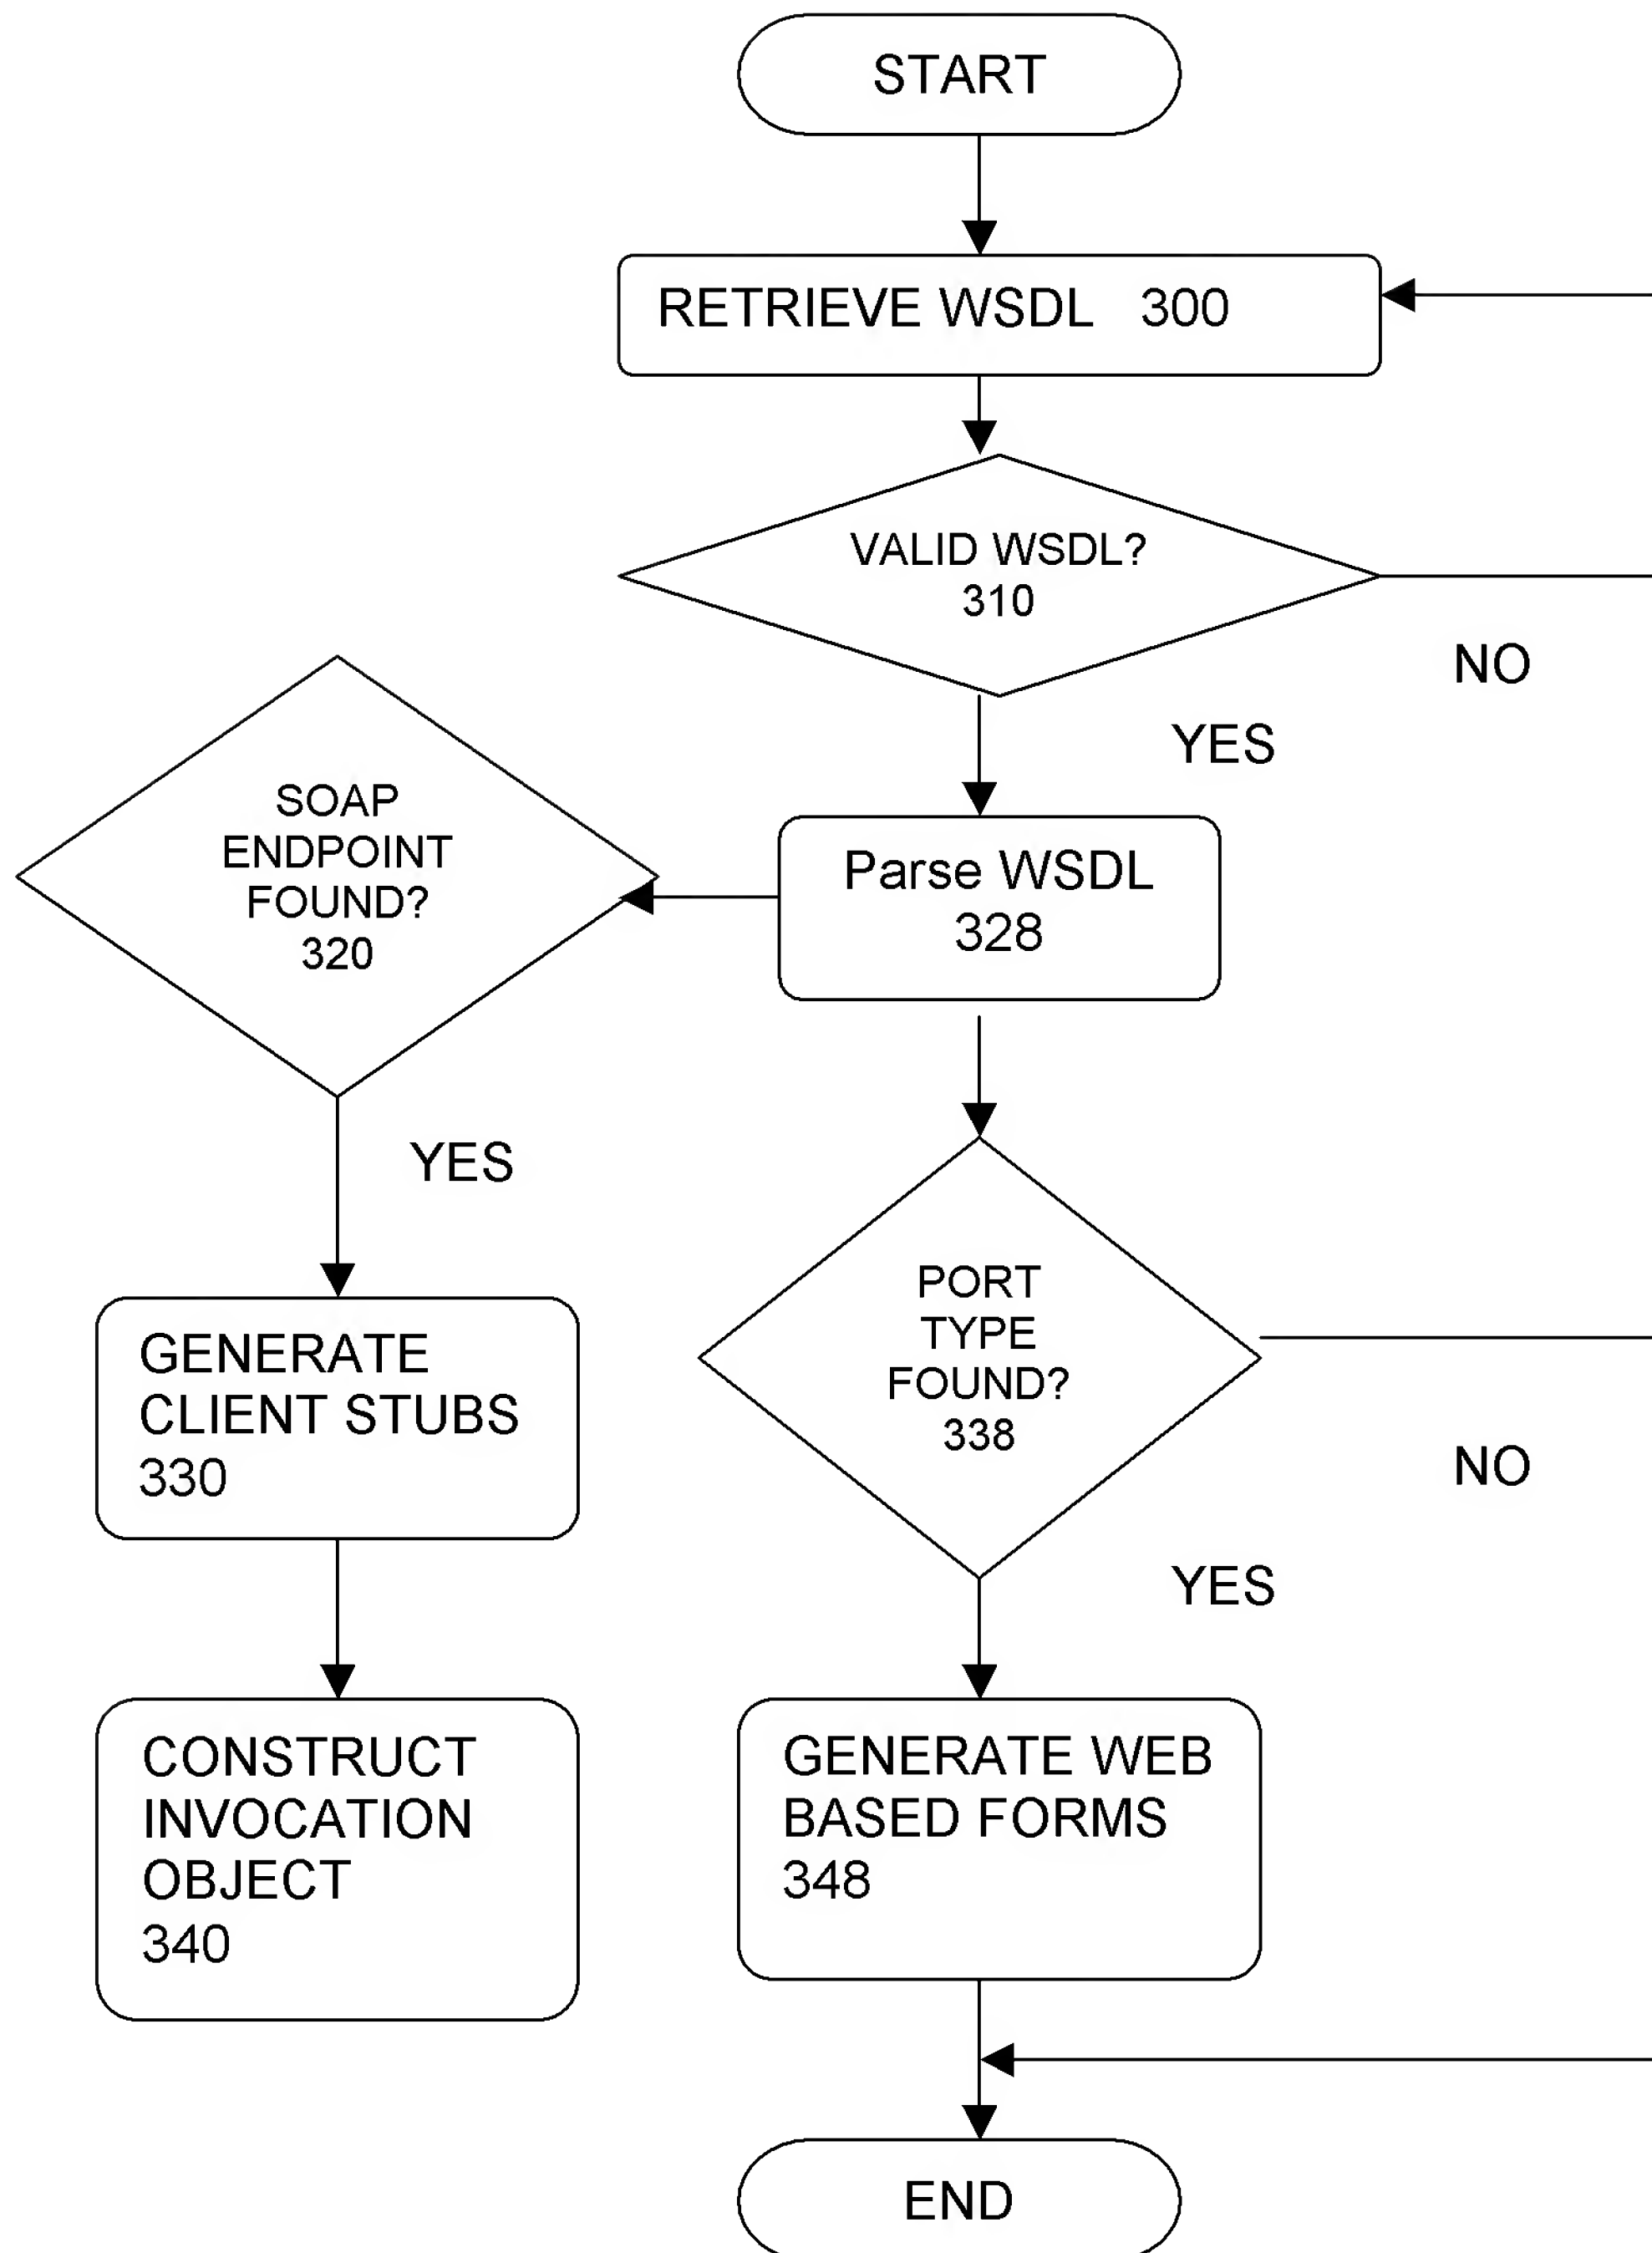 START
RETRIEVE WSDL 300
VALID WSDL?
310
NO
YES
SOAP
ENDPOINT
FOUND?
320
Parse WSDL
328
YES
PORT
TYPE
FOUND?
338
GENERATE
CLIENT STUBS
330
NO
YES
CONSTRUCT
INVOCATION
OBJECT
340
GENERATE WEB
BASED FORMS
348
END